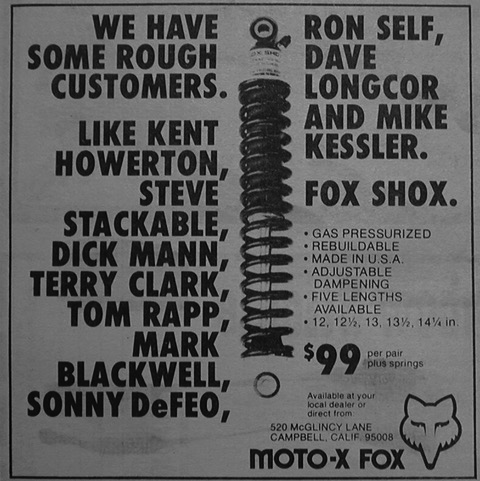 WE HAVE
SOME ROUGH
CUSTOMERS.
LIKE KENT
HOWERTON,
STEVE
STACKABLE,
DICK MANN,
TERRY CLARK,
TOM RAPP,
MARK
BLACKWELL,
SONNY DeFEO,
RON SELF,
DAVE
LONGCOR
AND MIKE
KESSLER.
FOX SHOX.
• GAS PRESSURIZED
• REBUILDABLE
• MADE IN U.S.A.
• ADJUSTABLE
DAMPENING
• FIVE LENGTHS
AVAILABLE
• 12, 12½, 13, 13½, 14¼ in.
$99 per pair
plus springs
Available at your
local dealer or
direct from
520 McGLINCY LANE
CAMPBELL, CALIF. 95008
MOTO-X FOX